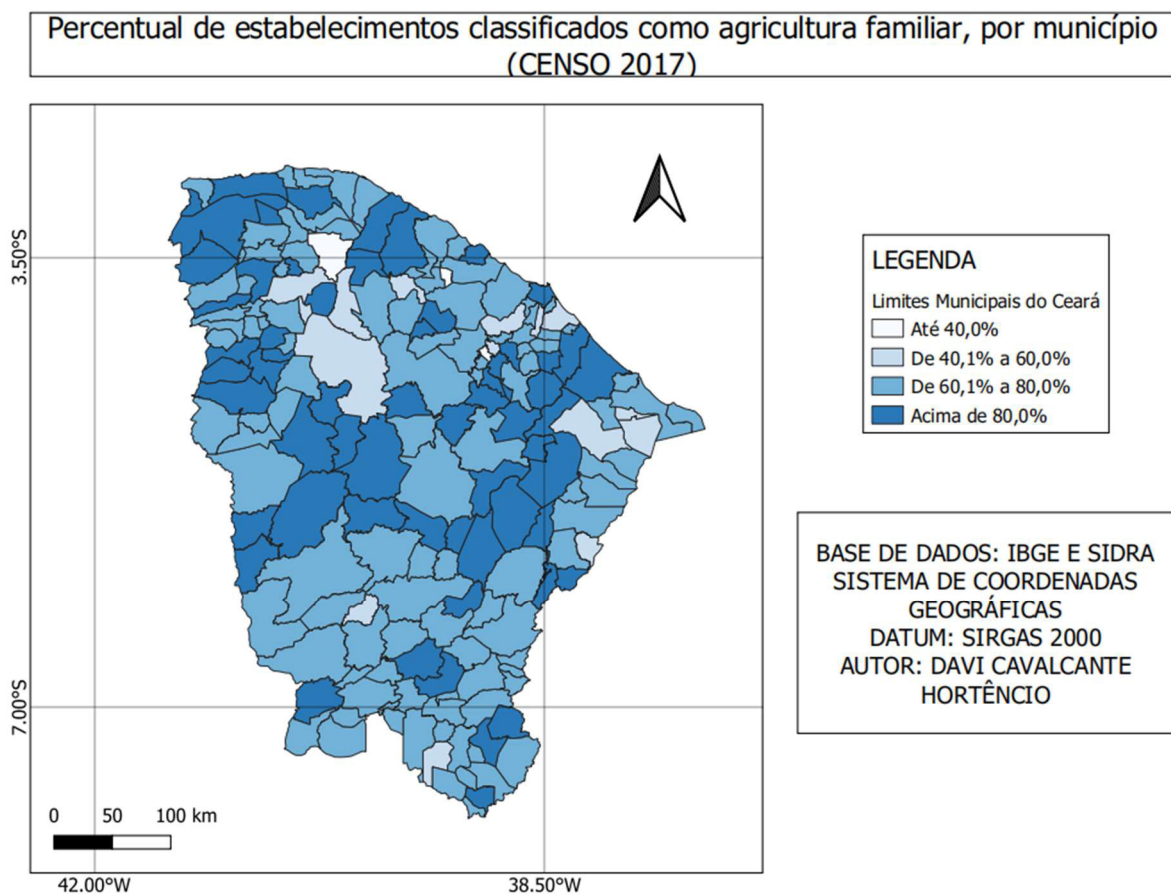 Percentual de estabelecimentos classificados como agricultura familiar, por município
(CENSO 2017)
3.50°S
7.00°S
0 50 100 km
42.00°W 38.50°W
LEGENDA
Limites Municipais do Ceará
Até 40,0%
De 40,1% a 60,0%
De 60,1% a 80,0%
Acima de 80,0%
BASE DE DADOS: IBGE E SIDRA
SISTEMA DE COORDENADAS
GEOGRÁFICAS
DATUM: SIRGAS 2000
AUTOR: DAVI CAVALCANTE
HORTÊNCIO